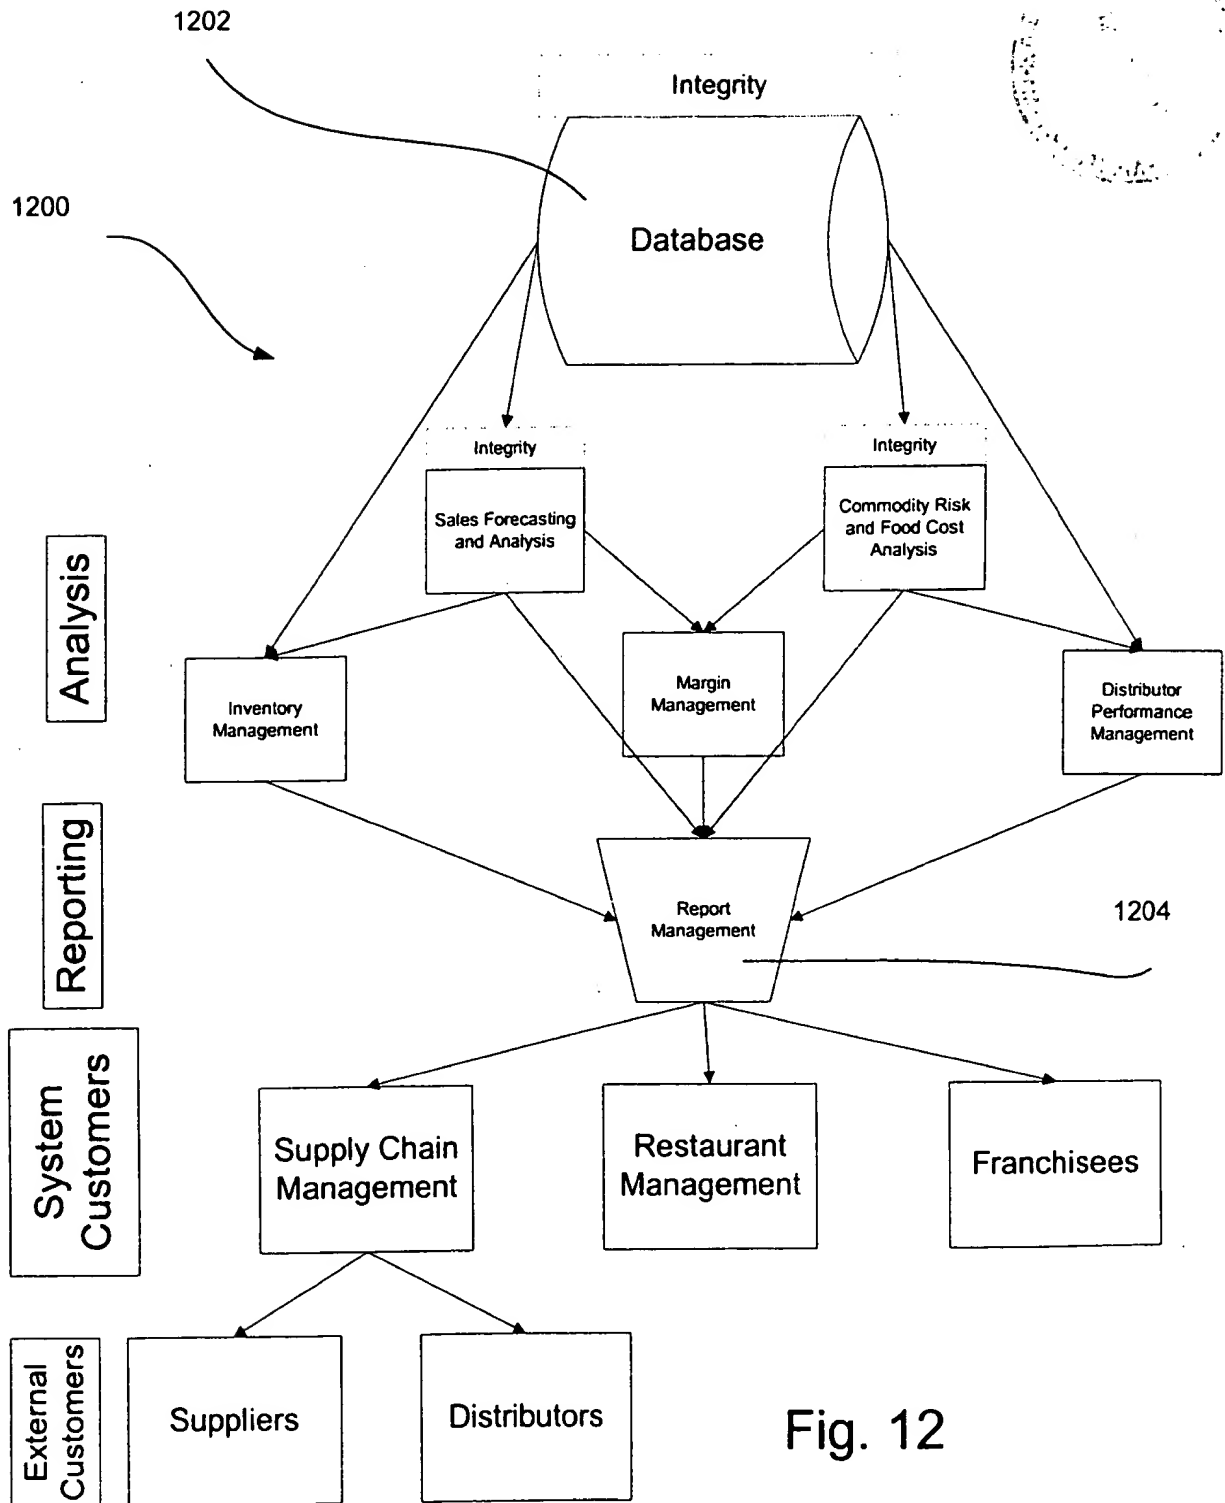 1202
Integrity
1200
Database
Integrity
Integrity
Sales Forecasting
and Analysis
Commodity Risk
and Food Cost
Analysis
Analysis
Inventory
Management
Margin
Management
Distributor
Performance
Management
Reporting
Report
Management
1204
System
Customers
Supply Chain
Management
Restaurant
Management
Franchisees
External
Customers
Suppliers
Distributors
Fig. 12